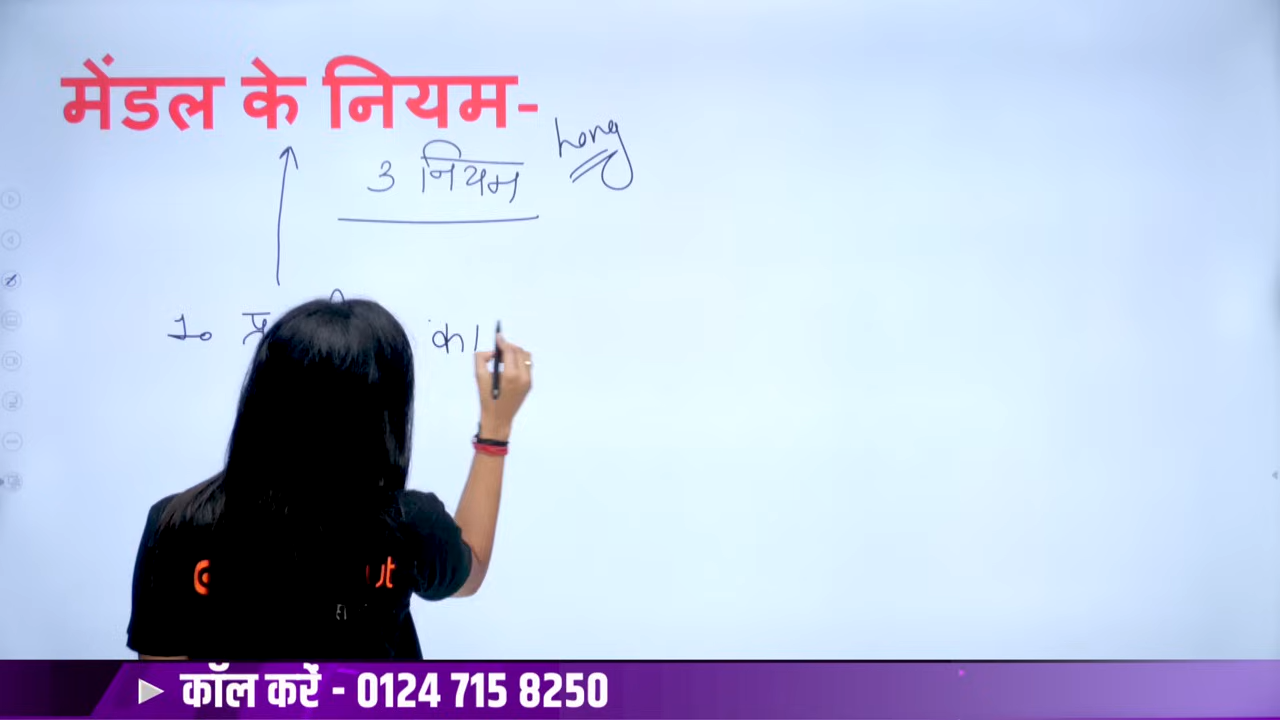 मेंडल के नियम-
3 नियम Long
1. का
कॉल करें - 0124 715 8250